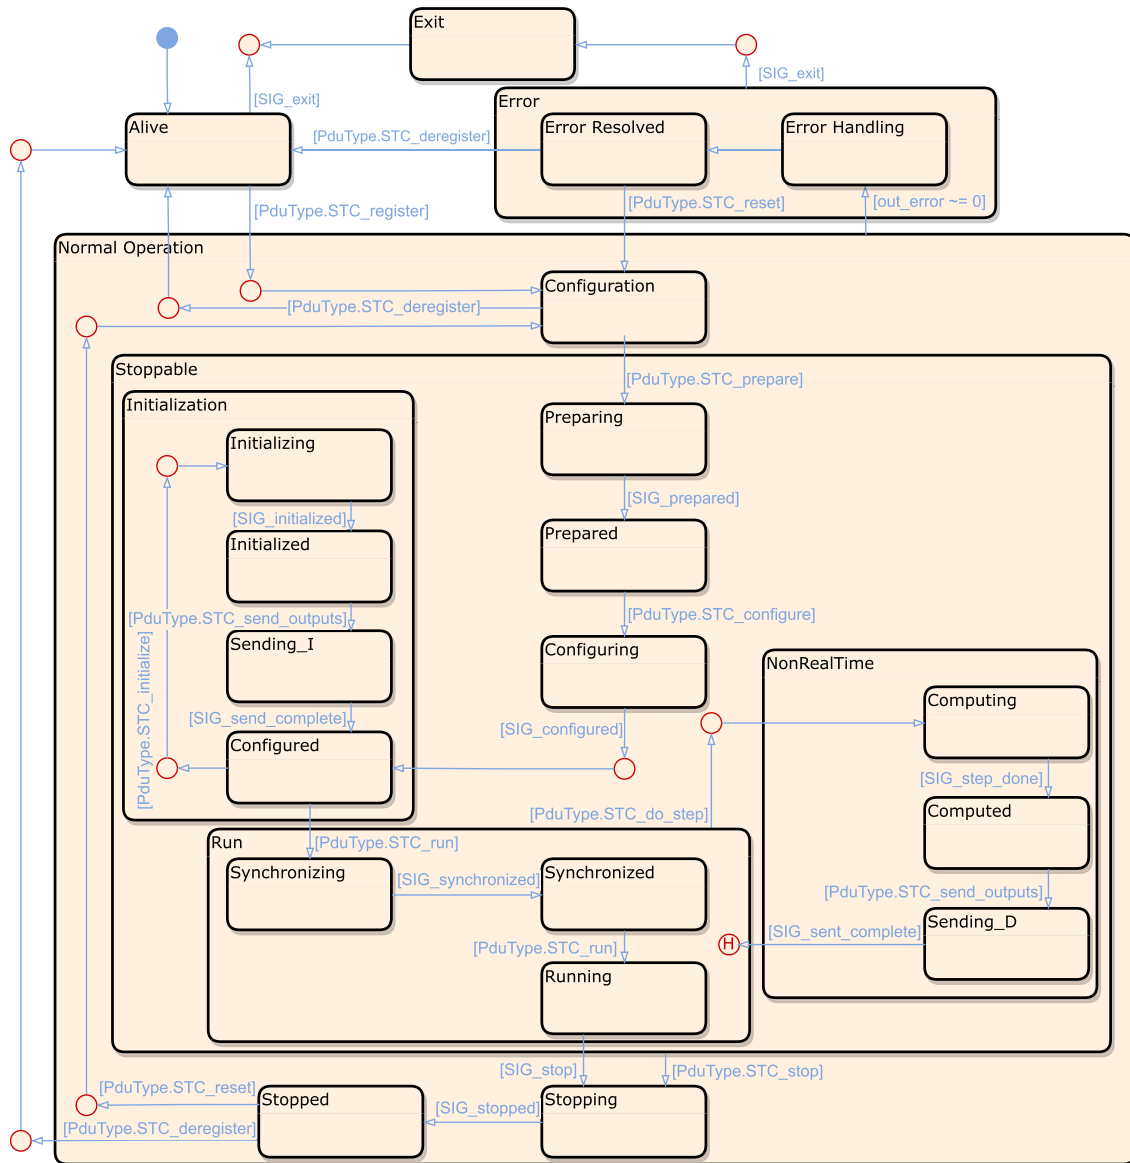 Exit
[SIG_exit]
[SIG_exit]
Error
Alive
Error Resolved
Error Handling
[PduType.STC_deregister]
[PduType.STC_register]
[PduType.STC_reset]
[out_error ~= 0]
Normal Operation
Configuration
[PduType.STC_deregister]
Stoppable
[PduType.STC_prepare]
Initialization
Preparing
Initializing
[SIG_prepared]
[SIG_initialized]
Initialized
Prepared
[PduType.STC_send_outputs]
[PduType.STC_configure]
[PduType.STC_initialize]
Sending_I
Configuring
NonRealTime
Computing
[SIG_send_complete]
[SIG_configured]
Configured
[SIG_step_done]
[PduType.STC_do_step]
Computed
Run
[PduType.STC_run]
Synchronizing
[SIG_synchronized]
Synchronized
[PduType.STC_send_outputs]
Sending_D
[SIG_sent_complete]
H
[PduType.STC_run]
Running
[SIG_stop]
[PduType.STC_stop]
[PduType.STC_reset]
Stopped
[SIG_stopped]
Stopping
[PduType.STC_deregister]